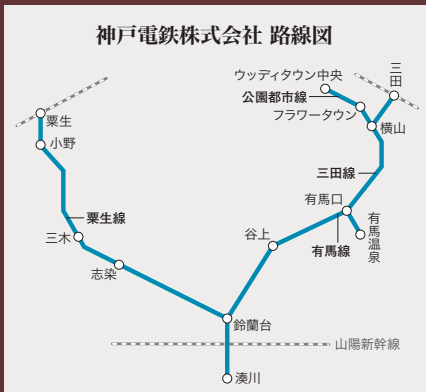 神戸電鉄株式会社 路線図
ウッディタウン中央
三田
公園都市線
フラワータウン
横山
粟生
小野
三田線
有馬口
粟生線
谷上
有馬温泉
三木
有馬線
志染
鈴蘭台
山陽新幹線
湊川